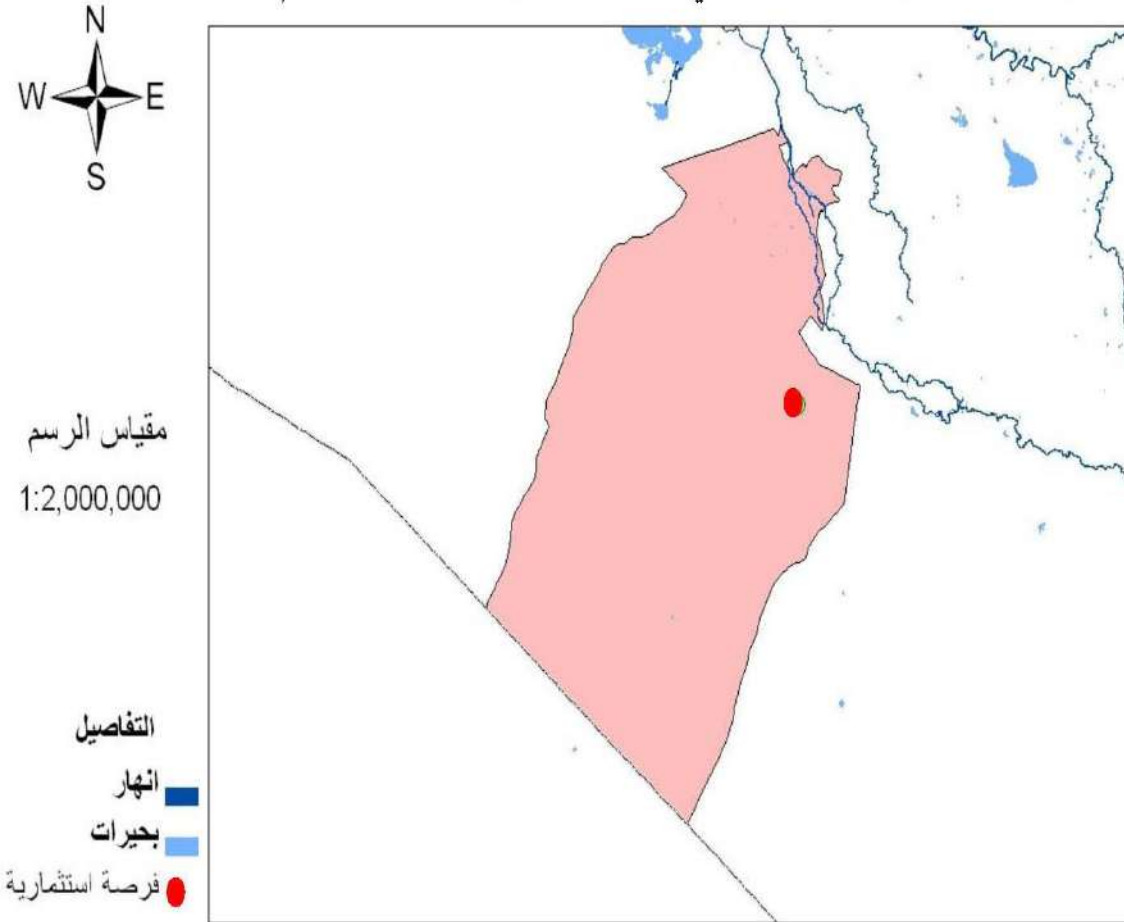 N
W E
S
مقياس الرسم
1:2,000,000
التفاصيل
انهار
بحيرات
فرصة استثمارية